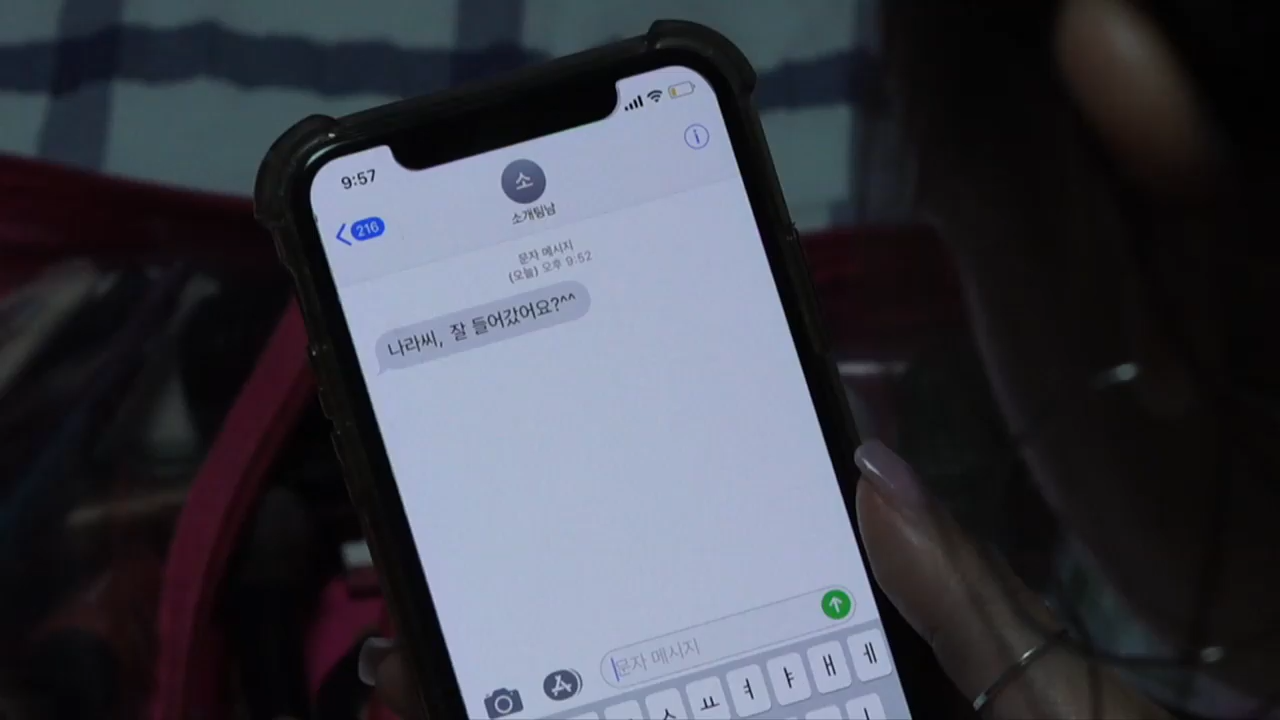 9:57
216
소
소개팅남
문자 메시지
(오늘) 오후 9:52
나라씨, 잘 들어갔어요?^^
문자 메시지
ㅛ ㅕ ㅑ ㅐ ㅔ